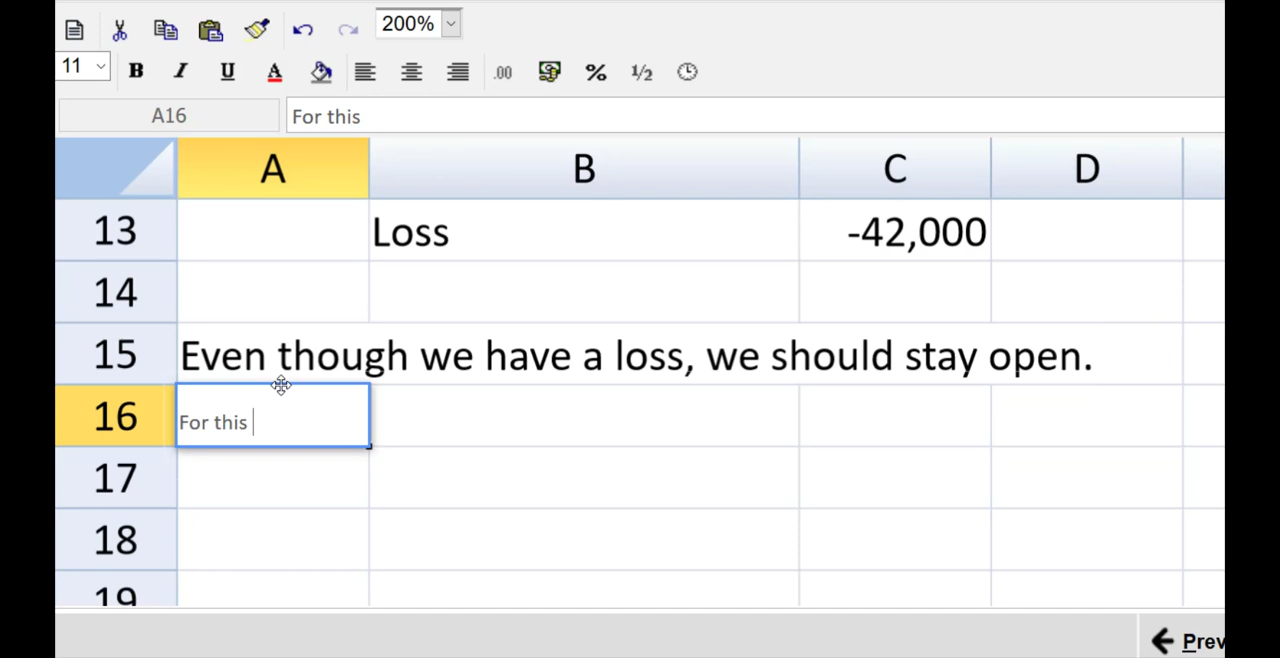 200%
11 B I U A .00 % 1/2
A16 For this
A B C D
13 Loss -42,000
14
15 Even though we have a loss, we should stay open.
16 For this
17
18
19
Prev